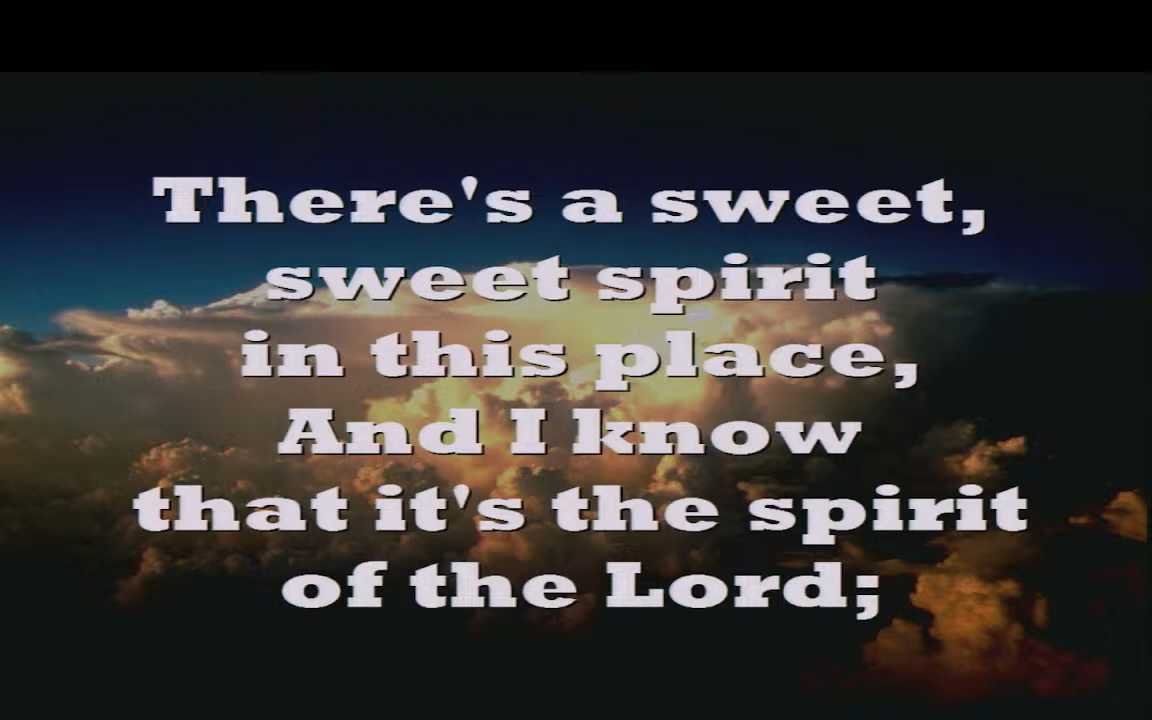 There's a sweet,
sweet spirit
in this place,
And I know
that it's the spirit
of the Lord;